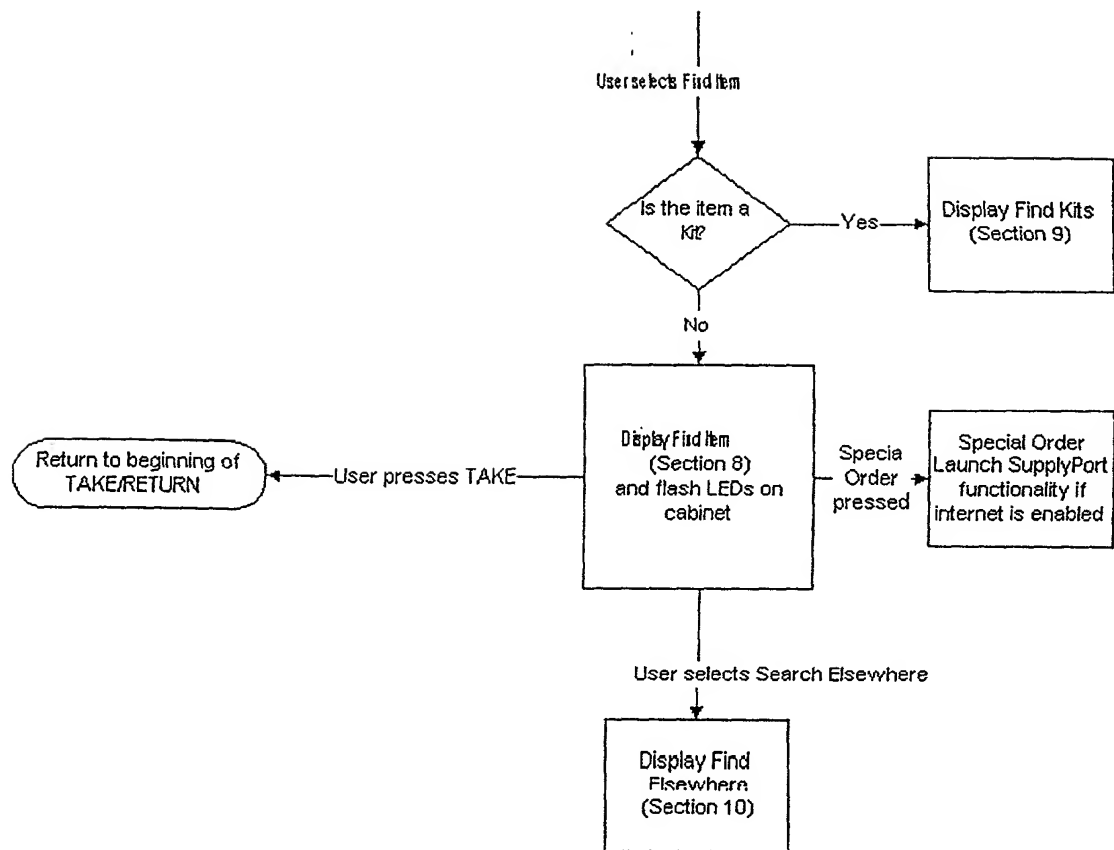 User selects Find Item
Is the item a
Kit?
Yes
Display Find Kits
(Section 9)
No
Display Find Item
(Section 8)
and flash LEDs on
cabinet
Return to beginning of
TAKE/RETURN
User presses TAKE
Specia
Order
pressed
Special Order
Launch SupplyPort
functionality if
internet is enabled
User selects Search Elsewhere
Display Find
Elsewhere
(Section 10)